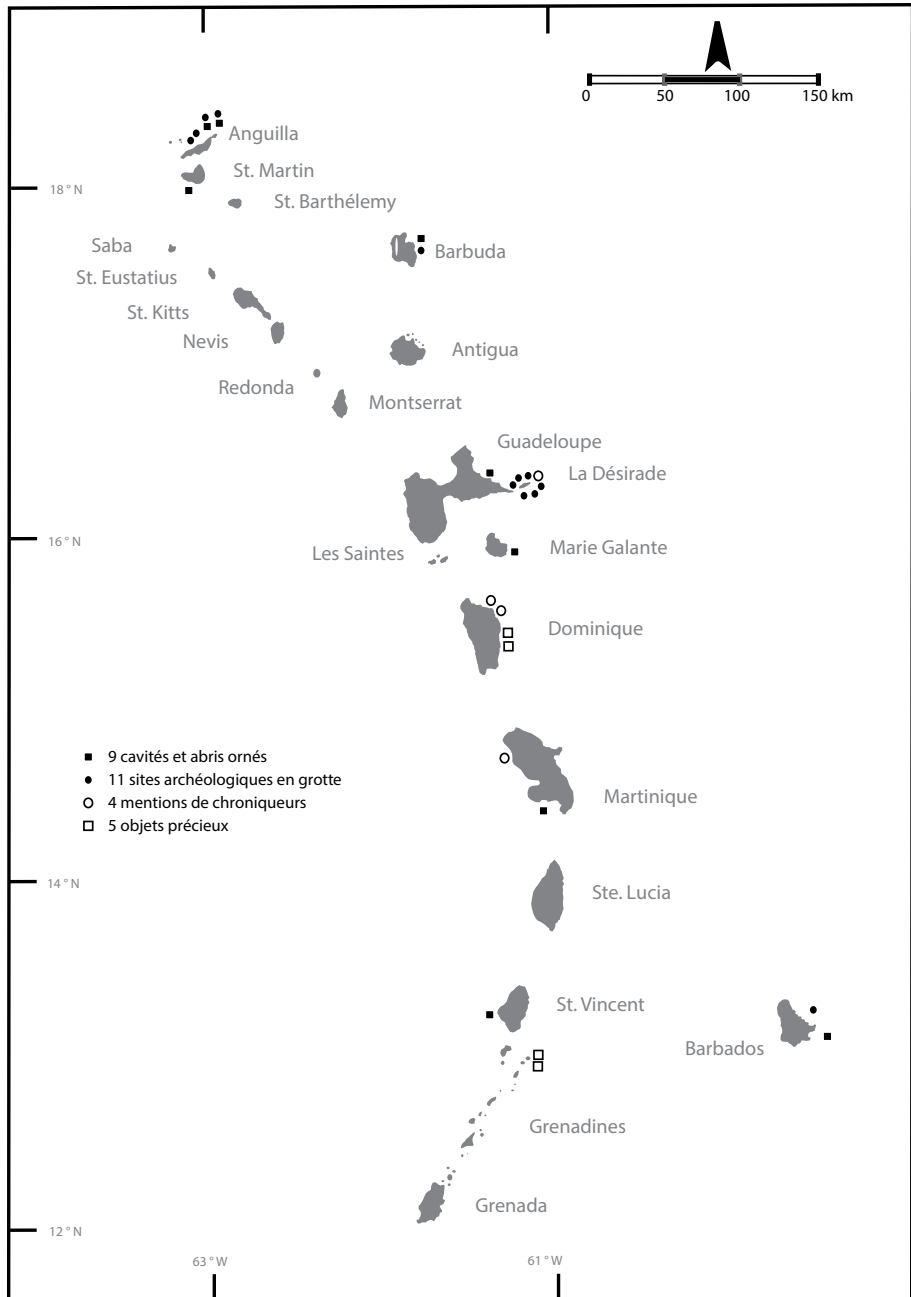 0 50 100 150 km
Anguilla
St. Martin
18° N
St. Barthélemy
Saba
Barbuda
St. Eustatius
St. Kitts
Nevis
Antigua
Redonda
Montserrat
Guadeloupe
La Désirade
16° N
Les Saintes
Marie Galante
Dominique
9 cavités et abris ornés
11 sites archéologiques en grotte
4 mentions de chroniqueurs
5 objets précieux
Martinique
14° N
Ste. Lucia
St. Vincent
Barbados
Grenadines
Grenada
12° N
63° W
61° W